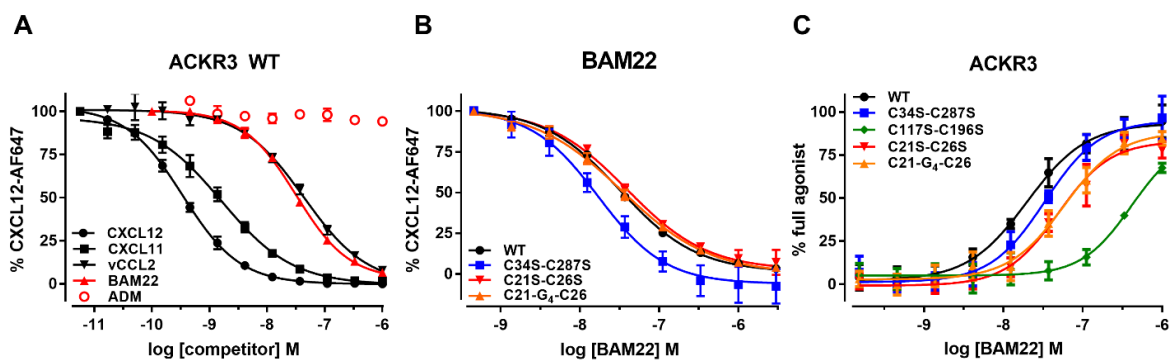 A
ACKR3 WT
% CXCL12-AF647
100
75
50
25
0
CXCL12
CXCL11
vCCL2
BAM22
ADM
-11
-10
-9
-8
-7
-6
log [competitor] M
B
BAM22
% CXCL12-AF647
100
75
50
25
0
WT
C34S-C287S
C21S-C26S
C21-G₄-C26
-9
-8
-7
-6
log [BAM22] M
C
ACKR3
% full agonist
100
75
50
25
0
WT
C34S-C287S
C117S-C196S
C21S-C26S
C21-G₄-C26
-9
-8
-7
-6
log [BAM22] M